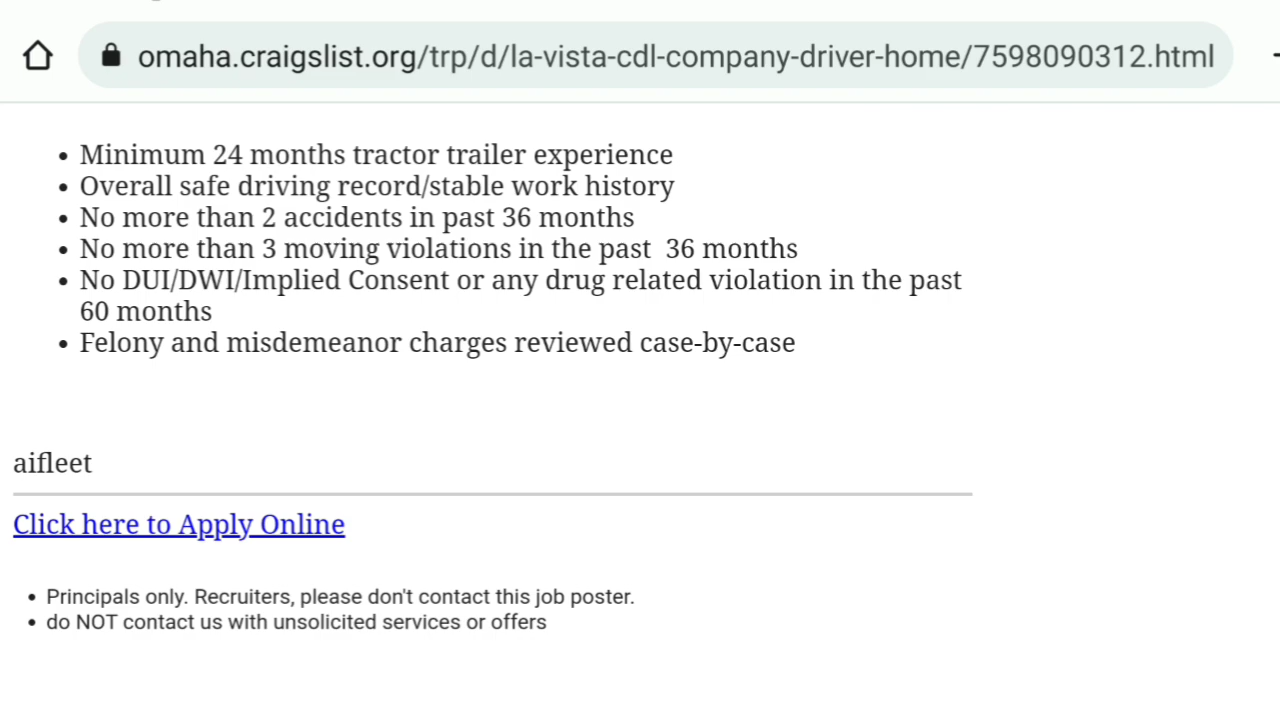 omaha.craigslist.org/trp/d/la-vista-cdl-company-driver-home/7598090312.html
• Minimum 24 months tractor trailer experience
• Overall safe driving record/stable work history
• No more than 2 accidents in past 36 months
• No more than 3 moving violations in the past  36 months
• No DUI/DWI/Implied Consent or any drug related violation in the past
60 months
• Felony and misdemeanor charges reviewed case-by-case
aifleet
Click here to Apply Online
• Principals only. Recruiters, please don't contact this job poster.
• do NOT contact us with unsolicited services or offers